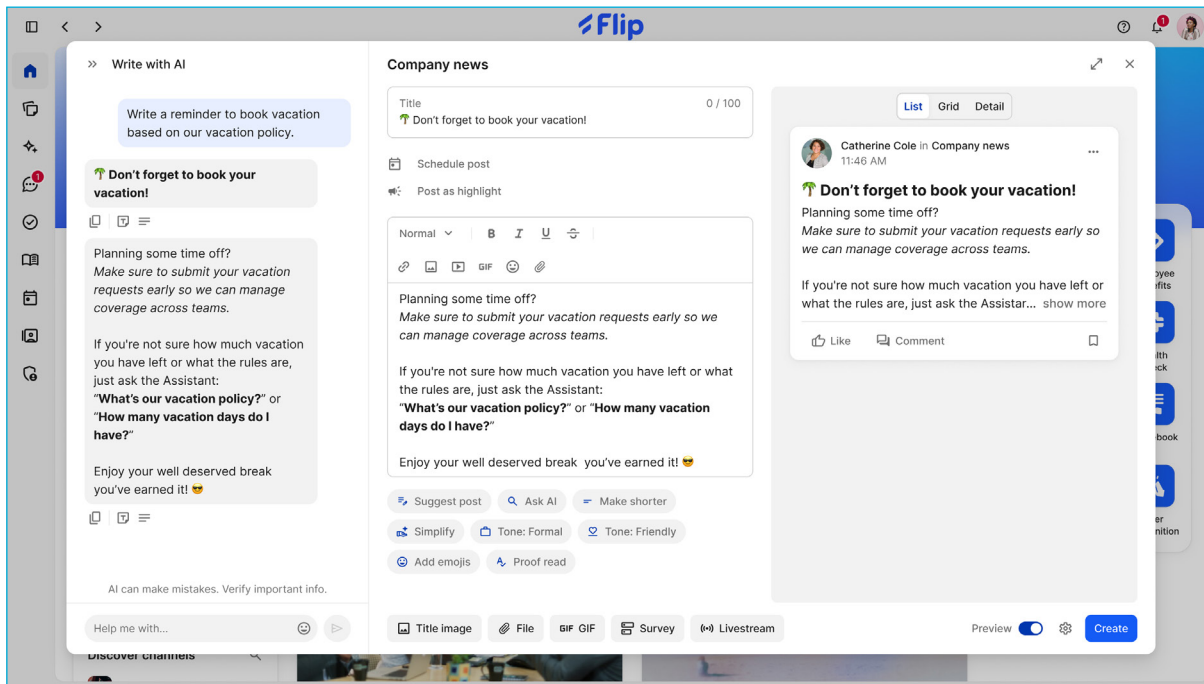 Flip
1
1
Write with AI
Write a reminder to book vacation
based on our vacation policy.
🌴 Don’t forget to book your
vacation!
Planning some time off?
Make sure to submit your vacation
requests early so we can manage
coverage across teams.
If you're not sure how much vacation
you have left or what the rules are,
just ask the Assistant:
“What’s our vacation policy?” or
“How many vacation days do I
have?”
Enjoy your well deserved break
you’ve earned it! 😎
AI can make mistakes. Verify important info.
Help me with...
Company news
Title
0 / 100
🌴 Don’t forget to book your vacation!
Schedule post
Post as highlight
Normal
B I U S
GIF
Planning some time off?
Make sure to submit your vacation requests early so we
can manage coverage across teams.
If you're not sure how much vacation you have left or what
the rules are, just ask the Assistant:
“What’s our vacation policy?” or “How many vacation
days do I have?”
Enjoy your well deserved break  you’ve earned it! 😎
Suggest post
Ask AI
Make shorter
Simplify
Tone: Formal
Tone: Friendly
Add emojis
Proof read
Title image
File
GIF GIF
Survey
Livestream
List Grid Detail
Catherine Cole in Company news
11:46 AM
🌴 Don’t forget to book your vacation!
Planning some time off?
Make sure to submit your vacation requests early so
we can manage coverage across teams.
If you're not sure how much vacation you have left or
what the rules are, just ask the Assistar... show more
Like
Comment
Preview
Create
Discover channels